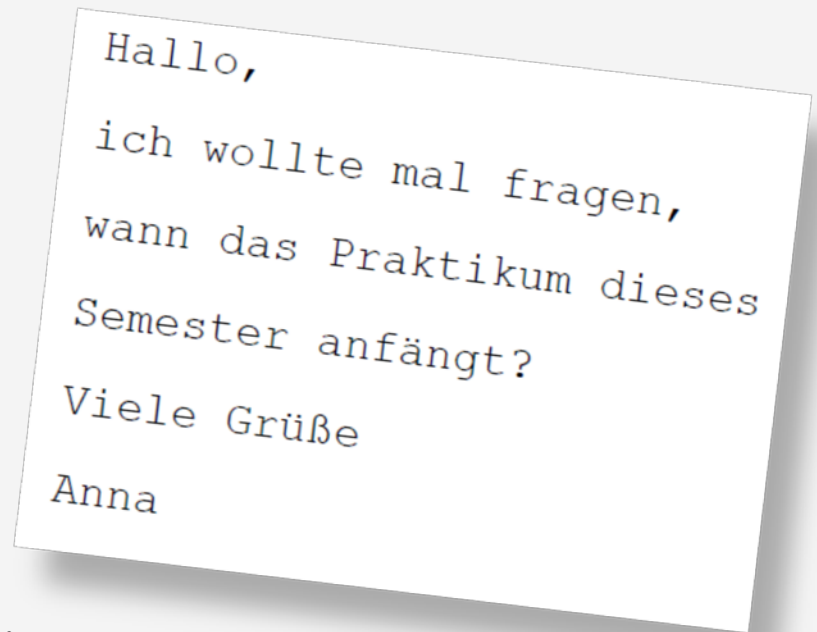 Hallo,
ich wollte mal fragen,
wann das Praktikum dieses
Semester anfängt?
Viele Grüße
Anna